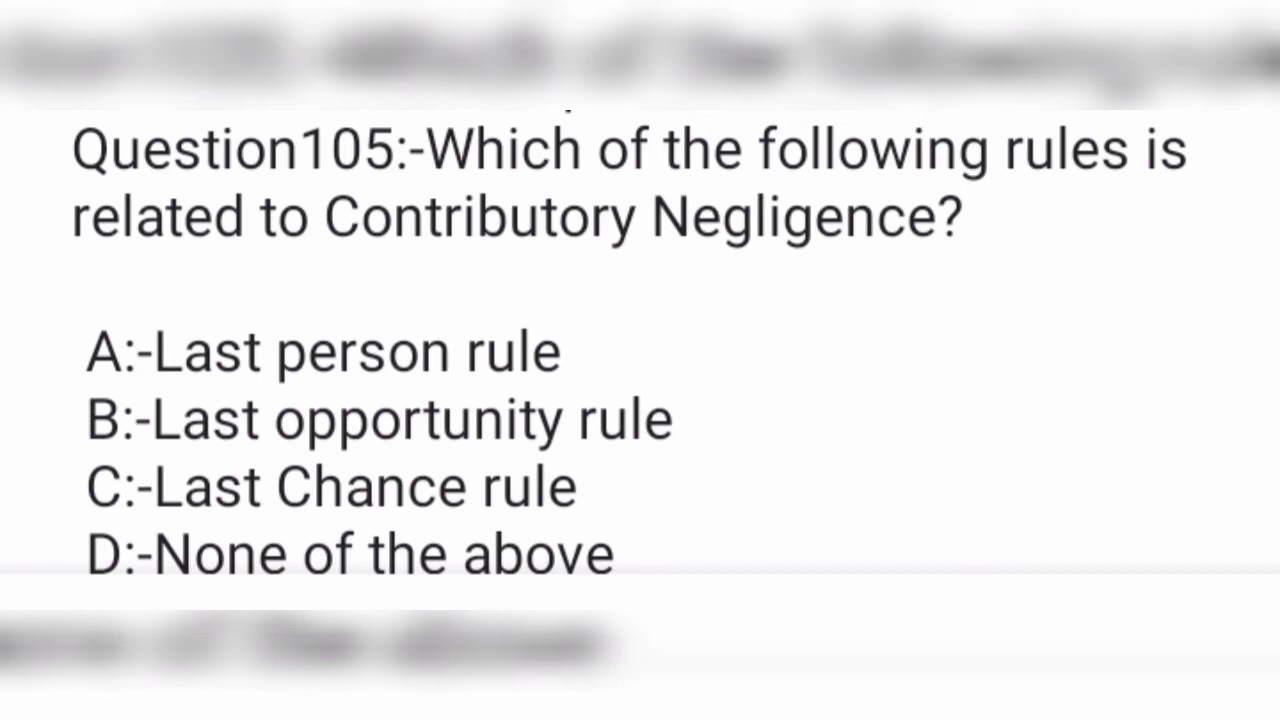 Question105:-Which of the following rules is
related to Contributory Negligence?
A:-Last person rule
B:-Last opportunity rule
C:-Last Chance rule
D:-None of the above